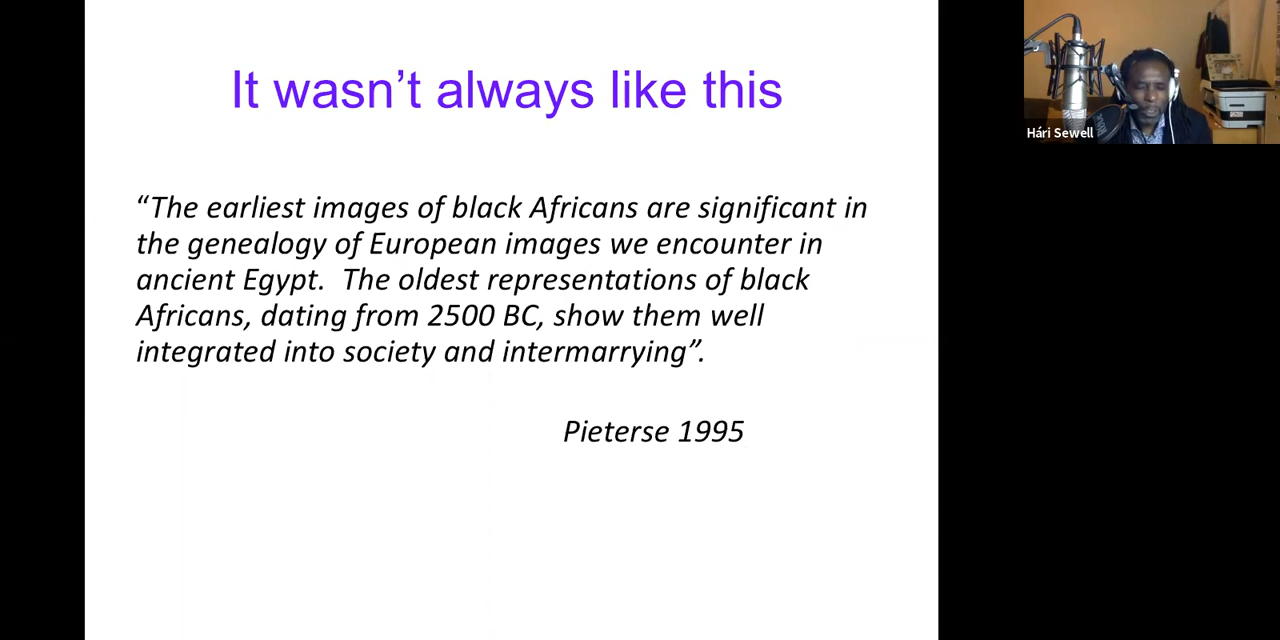 It wasn't always like this
Hári Sewell
“The earliest images of black Africans are significant in
the genealogy of European images we encounter in
ancient Egypt.  The oldest representations of black
Africans, dating from 2500 BC, show them well
integrated into society and intermarrying”.
Pieterse 1995